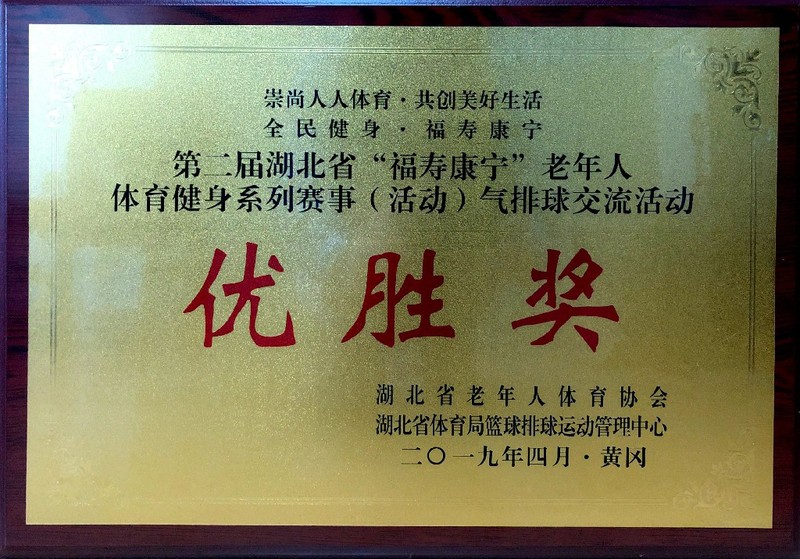 崇尚人人体育·共创美好生活
全民健身·福寿康宁
第二届湖北省“福寿康宁”老年人
体育健身系列赛事（活动）气排球交流活动
优胜奖
湖北省老年人体育协会
湖北省体育局篮球排球运动管理中心
二〇一九年四月·黄冈